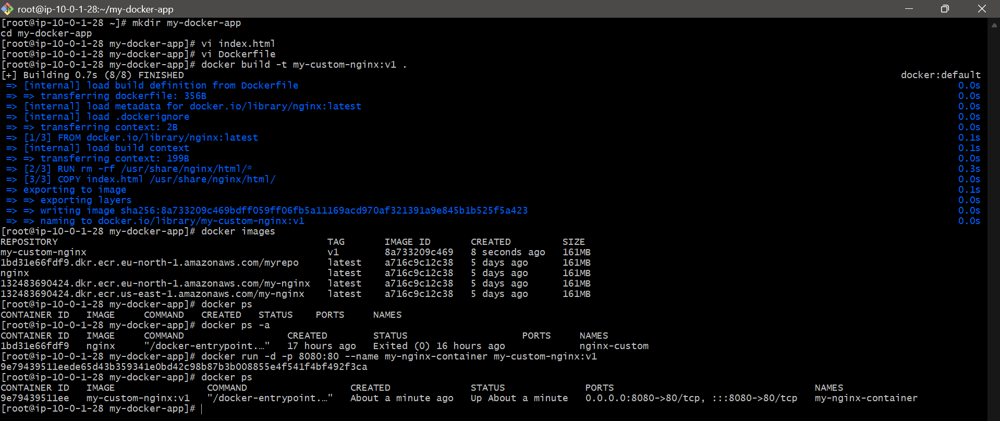 root@ip-10-0-1-28:~/my-docker-app
[root@ip-10-0-1-28 ~]# mkdir my-docker-app
cd my-docker-app
[root@ip-10-0-1-28 my-docker-app]# vi index.html
[root@ip-10-0-1-28 my-docker-app]# vi Dockerfile
[root@ip-10-0-1-28 my-docker-app]# docker build -t my-custom-nginx:v1 .
[+] Building 0.7s (8/8) FINISHED docker:default
=> [internal] load build definition from Dockerfile 0.0s
=> => transferring dockerfile: 356B 0.0s
=> [internal] load metadata for docker.io/library/nginx:latest 0.0s
=> [internal] load .dockerignore 0.0s
=> => transferring context: 2B 0.0s
=> [1/3] FROM docker.io/library/nginx:latest 0.1s
=> [internal] load build context 0.1s
=> => transferring context: 199B 0.0s
=> [2/3] RUN rm -rf /usr/share/nginx/html/* 0.3s
=> [3/3] COPY index.html /usr/share/nginx/html/ 0.0s
=> exporting to image 0.1s
=> => exporting layers 0.0s
=> => writing image sha256:8a733209c469bdff059ff06fb5a11169acd970af321391a9e845b1b525f5a423 0.0s
=> => naming to docker.io/library/my-custom-nginx:v1 0.0s
[root@ip-10-0-1-28 my-docker-app]# docker images
REPOSITORY TAG IMAGE ID CREATED SIZE
my-custom-nginx v1 8a733209c469 8 seconds ago 161MB
1bd31e66fdf9.dkr.ecr.eu-north-1.amazonaws.com/myrepo latest a716c9c12c38 5 days ago 161MB
nginx latest a716c9c12c38 5 days ago 161MB
132483690424.dkr.ecr.eu-north-1.amazonaws.com/my-nginx latest a716c9c12c38 5 days ago 161MB
132483690424.dkr.ecr.us-east-1.amazonaws.com/my-nginx latest a716c9c12c38 5 days ago 161MB
[root@ip-10-0-1-28 my-docker-app]# docker ps
CONTAINER ID IMAGE COMMAND CREATED STATUS PORTS NAMES
[root@ip-10-0-1-28 my-docker-app]# docker ps -a
CONTAINER ID IMAGE COMMAND CREATED STATUS PORTS NAMES
1bd31e66fdf9 nginx "/docker-entrypoint.…" 17 hours ago Exited (0) 16 hours ago nginx-custom
[root@ip-10-0-1-28 my-docker-app]# docker run -d -p 8080:80 --name my-nginx-container my-custom-nginx:v1
9e79439511eede65d43b359341e0bd42c98b87b3b008855e4f541f4bf492f3ca
[root@ip-10-0-1-28 my-docker-app]# docker ps
CONTAINER ID IMAGE COMMAND CREATED STATUS PORTS NAMES
9e79439511ee my-custom-nginx:v1 "/docker-entrypoint.…" About a minute ago Up About a minute 0.0.0.0:8080->80/tcp, :::8080->80/tcp my-nginx-container
[root@ip-10-0-1-28 my-docker-app]#